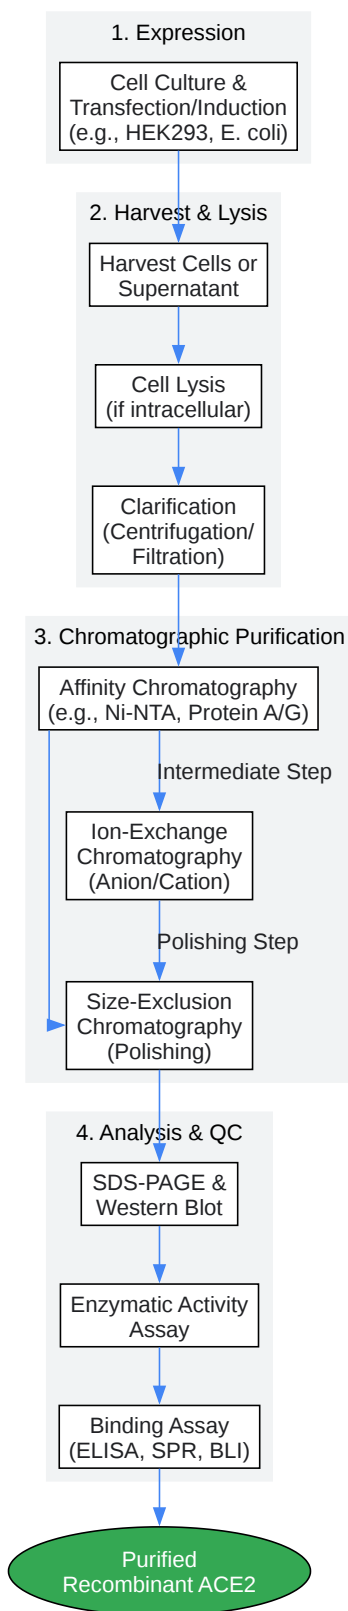 1. Expression
Cell Culture &
Transfection/Induction
(e.g., HEK293, E. coli)
2. Harvest & Lysis
Harvest Cells or
Supernatant
Cell Lysis
(if intracellular)
Clarification
(Centrifugation/
Filtration)
3. Chromatographic Purification
Affinity Chromatography
(e.g., Ni-NTA, Protein A/G)
Intermediate Step
Ion-Exchange
Chromatography
(Anion/Cation)
Polishing Step
Size-Exclusion
Chromatography
(Polishing)
4. Analysis & QC
SDS-PAGE &
Western Blot
Enzymatic Activity
Assay
Binding Assay
(ELISA, SPR, BLI)
Purified
Recombinant ACE2